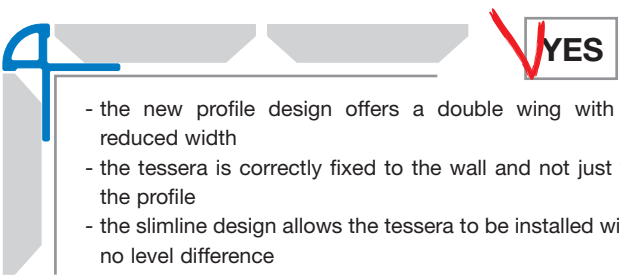 YES
- the new profile design offers a double wing with
reduced width
- the tessera is correctly fixed to the wall and not just
the profile
- the slimline design allows the tessera to be installed
no level difference